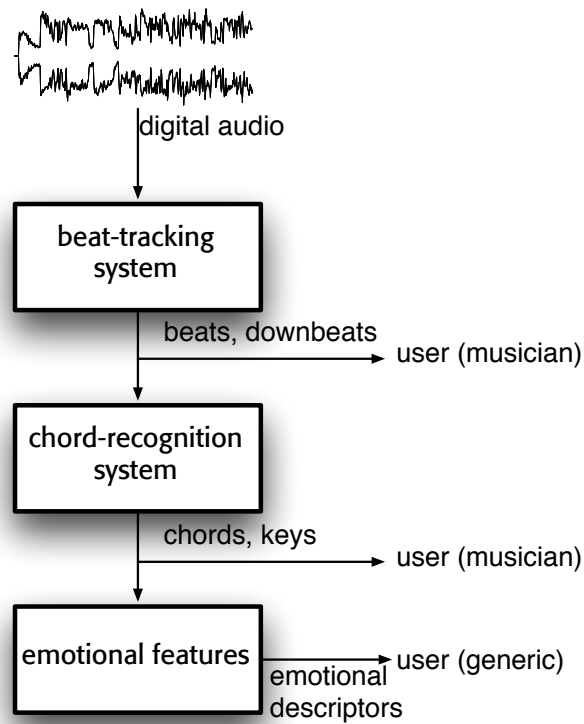 digital audio
beat-tracking
system
beats, downbeats
user (musician)
chord-recognition
system
chords, keys
user (musician)
emotional features
user (generic)
emotional
descriptors